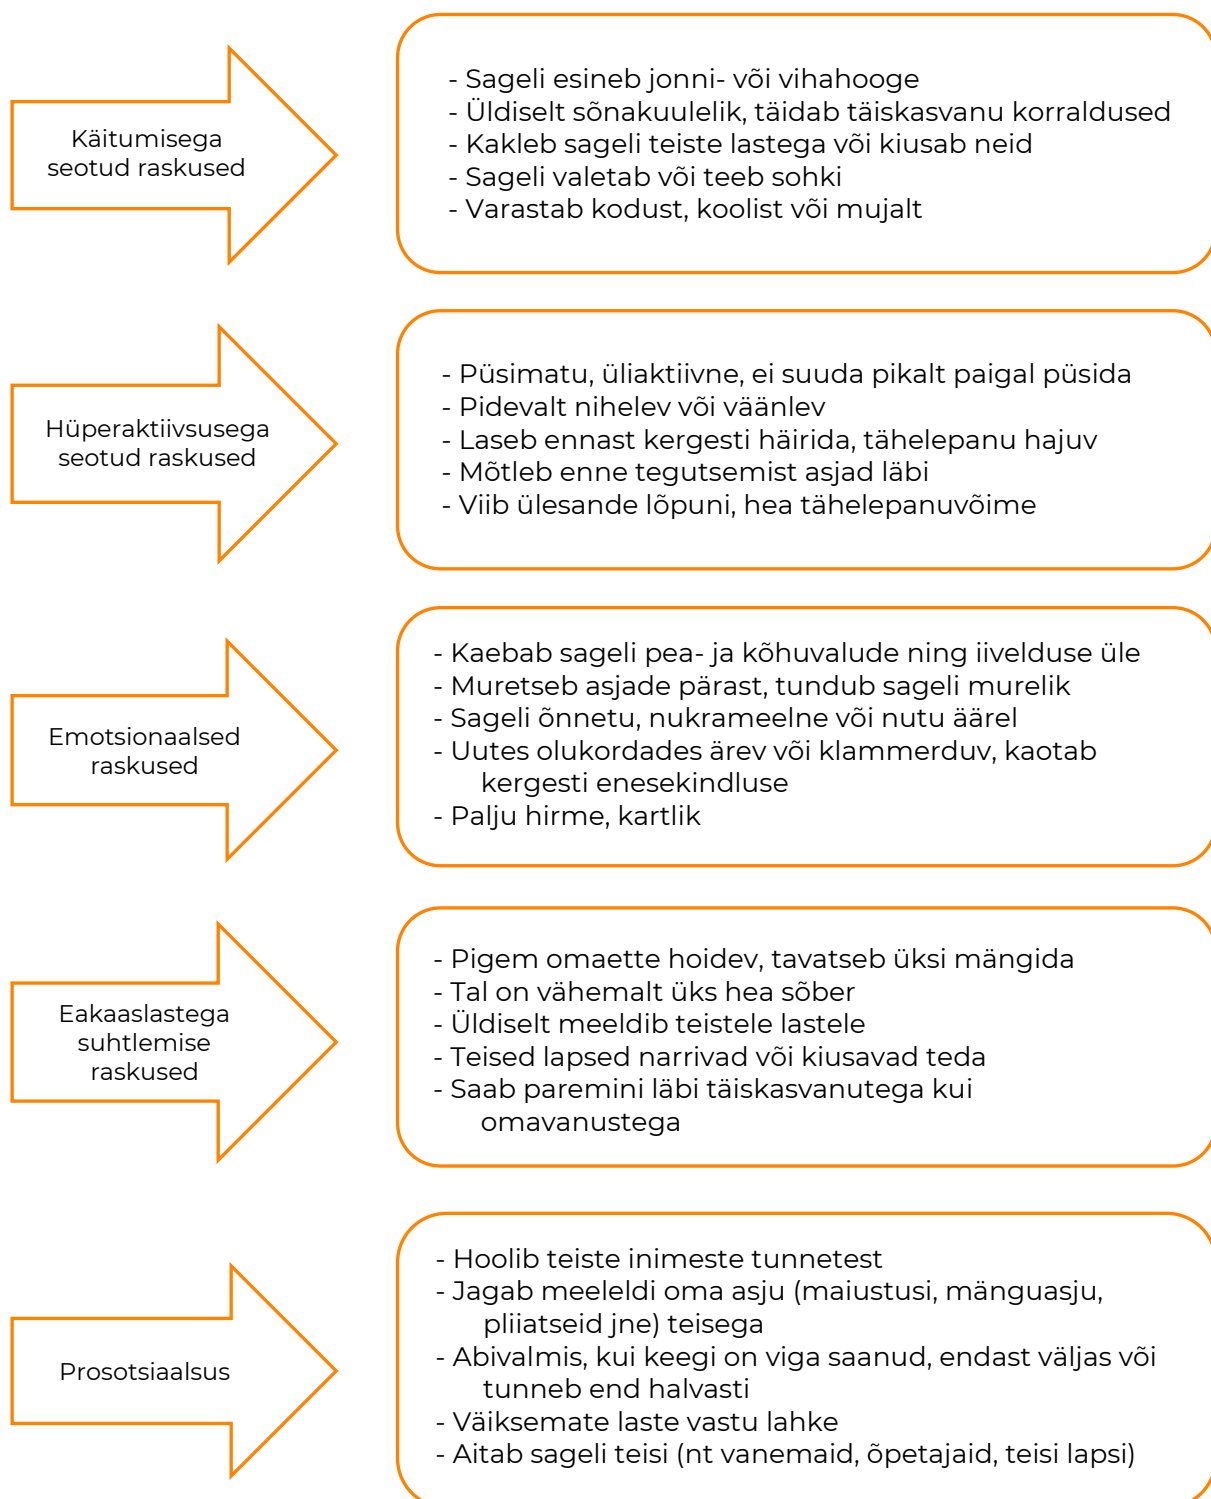 Käitumisega
seotud raskused
- Sageli esineb jonni- või vihahooge
- Üldiselt sõnakuulelik, täidab täiskasvanu korraldused
- Kakleb sageli teiste lastega või kiusab neid
- Sageli valetab või teeb sohki
- Varastab kodust, koolist või mujalt
Hüperaktiivsusega
seotud raskused
- Püsimatu, üliaktiivne, ei suuda pikalt paigal püsida
- Pidevalt nihelev või väänlev
- Laseb ennast kergesti häirida, tähelepanu hajuv
- Mõtleb enne tegutsemist asjad läbi
- Viib ülesande lõpuni, hea tähelepanuvõime
Emotsionaalsed
raskused
- Kaebab sageli pea- ja kõhuvalude ning iivelduse üle
- Muretseb asjade pärast, tundub sageli murelik
- Sageli õnnetu, nukrameelne või nutu äärel
- Uutes olukordades ärev või klammerduv, kaotab
kergesti enesekindluse
- Palju hirme, kartlik
Eakaaslastega
suhtlemise
raskused
- Pigem omaette hoidev, tavatseb üksi mängida
- Tal on vähemalt üks hea sõber
- Üldiselt meeldib teistele lastele
- Teised lapsed narrivad või kiusavad teda
- Saab paremini läbi täiskasvanutega kui
omavanustega
Prosotsiaalsus
- Hoolib teiste inimeste tunnetest
- Jagab meeleldi oma asju (maiustusi, mänguasju,
pliiatseid jne) teisega
- Abivalmis, kui keegi on viga saanud, endast väljas või
tunneb end halvasti
- Väiksemate laste vastu lahke
- Aitab sageli teisi (nt vanemaid, õpetajaid, teisi lapsi)